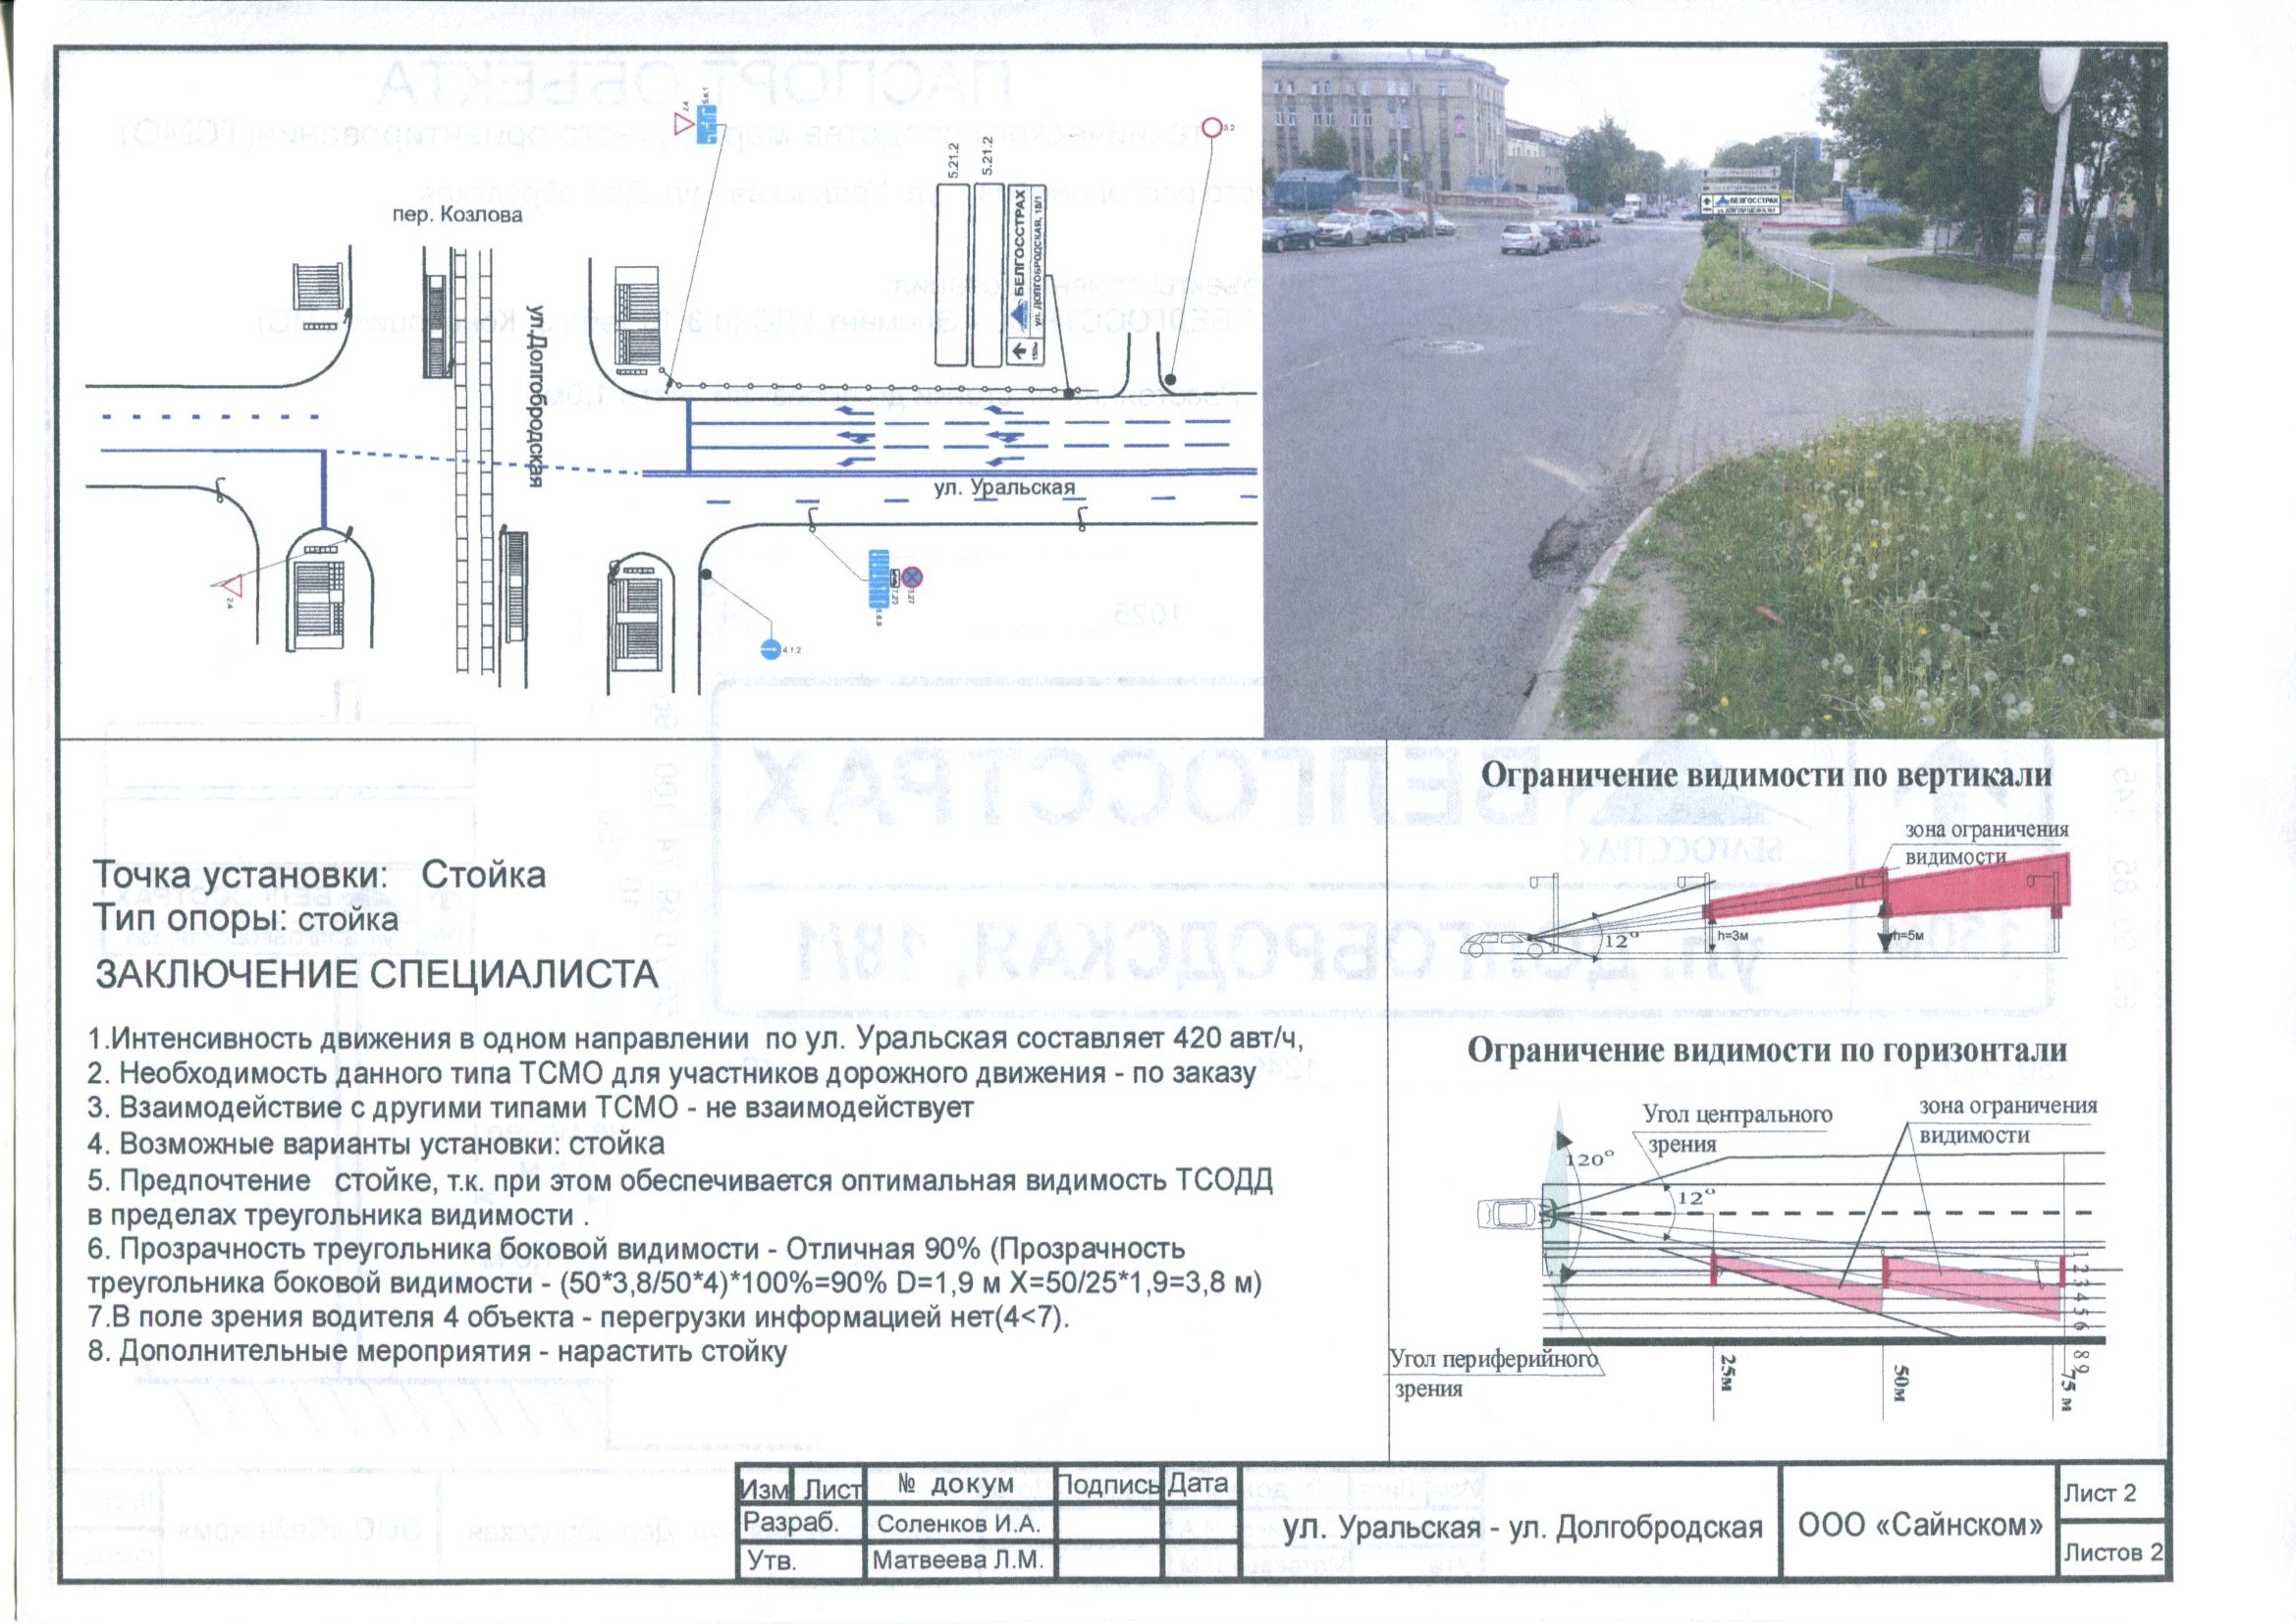 пер. Козлова
ул.Долгобродская
2.4
5.21.2
5.21.2
БЕЛГОССТРАХ
ул. ДОЛГОБРОДСКАЯ, 18/1
150м
3.2
ул. Уральская
2.4
3.27
4.1.2
БЕЛГОССТРАХ
Точка установки: Стойка
Тип опоры: стойка
ЗАКЛЮЧЕНИЕ СПЕЦИАЛИСТА
1.Интенсивность движения в одном направлении по ул. Уральская составляет 420 авт/ч,
2. Необходимость данного типа ТСМО для участников дорожного движения - по заказу
3. Взаимодействие с другими типами ТСМО - не взаимодействует
4. Возможные варианты установки: стойка
5. Предпочтение стойке, т.к. при этом обеспечивается оптимальная видимость ТСОДД
в пределах треугольника видимости .
6. Прозрачность треугольника боковой видимости - Отличная 90% (Прозрачность
треугольника боковой видимости - (50*3,8/50*4)*100%=90% D=1,9 м X=50/25*1,9=3,8 м)
7.В поле зрения водителя 4 объекта - перегрузки информацией нет(4<7).
8. Дополнительные мероприятия - нарастить стойку
Ограничение видимости по вертикали
зона ограничения
видимости
12°
h=3м
h=5м
Ограничение видимости по горизонтали
Угол центрального
зрения
зона ограничения
видимости
120°
12°
1 2 3 4 5 6 8 9
Угол периферийного
зрения
25м
50м
75 м
Изм Лист № докум Подпись Дата
Разраб. Соленков И.А.
Утв. Матвеева Л.М.
ул. Уральская - ул. Долгобродская
ООО «Сайнском»
Лист 2
Листов 2